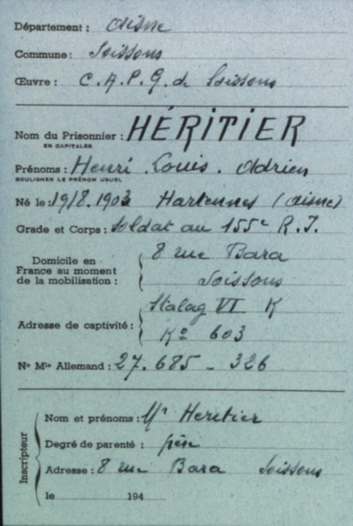 Département : Aisne
Commune : Soissons
Œuvre : C.A.P.G. de Soissons
Nom du Prisonnier : HÉRITIER
EN CAPITALES
Prénoms : Henri . Louis . Adrien
SOULIGNER LE PRÉNOM USUEL
Né le 19/8.1903 Hartennes (Aisne)
Grade et Corps : Soldat au 155e R.I.
Domicile en France au moment de la mobilisation : 8 rue Bara
Soissons
Adresse de captivité : Stalag VI K
Ko 603
No Mle Allemand : 27.685 - 326
Inscripteur
Nom et prénoms : Mr Heritier
Degré de parenté : père
Adresse : 8 rue Bara Soissons
le 194